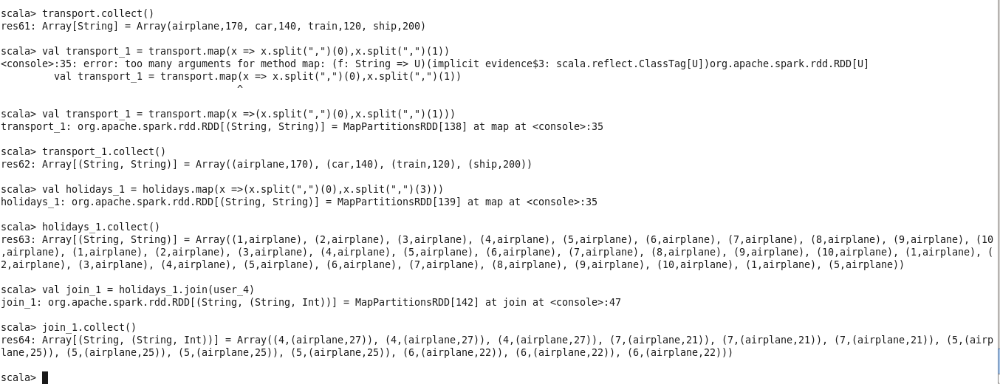 scala> transport.collect()
res61: Array[String] = Array(airplane,170, car,140, train,120, ship,200)
scala> val transport_1 = transport.map(x => x.split(",")(0),x.split(",")(1))
<console>:35: error: too many arguments for method map: (f: String => U)(implicit evidence$3: scala.reflect.ClassTag[U])org.apache.spark.rdd.RDD[U]
         val transport_1 = transport.map(x => x.split(",")(0),x.split(",")(1))
                                        ^
scala> val transport_1 = transport.map(x =>(x.split(",")(0),x.split(",")(1)))
transport_1: org.apache.spark.rdd.RDD[(String, String)] = MapPartitionsRDD[138] at map at <console>:35
scala> transport_1.collect()
res62: Array[(String, String)] = Array((airplane,170), (car,140), (train,120), (ship,200))
scala> val holidays_1 = holidays.map(x =>(x.split(",")(0),x.split(",")(3)))
holidays_1: org.apache.spark.rdd.RDD[(String, String)] = MapPartitionsRDD[139] at map at <console>:35
scala> holidays_1.collect()
res63: Array[(String, String)] = Array((1,airplane), (2,airplane), (3,airplane), (4,airplane), (5,airplane), (6,airplane), (7,airplane), (8,airplane), (9,airplane), (10
,airplane), (1,airplane), (2,airplane), (3,airplane), (4,airplane), (5,airplane), (6,airplane), (7,airplane), (8,airplane), (9,airplane), (10,airplane), (1,airplane), (
2,airplane), (3,airplane), (4,airplane), (5,airplane), (6,airplane), (7,airplane), (8,airplane), (9,airplane), (10,airplane), (1,airplane), (5,airplane))
scala> val join_1 = holidays_1.join(user_4)
join_1: org.apache.spark.rdd.RDD[(String, (String, Int))] = MapPartitionsRDD[142] at join at <console>:47
scala> join_1.collect()
res64: Array[(String, (String, Int))] = Array((4,(airplane,27)), (4,(airplane,27)), (4,(airplane,27)), (7,(airplane,21)), (7,(airplane,21)), (7,(airplane,21)), (5,(airp
lane,25)), (5,(airplane,25)), (5,(airplane,25)), (5,(airplane,25)), (6,(airplane,22)), (6,(airplane,22)), (6,(airplane,22)))
scala>